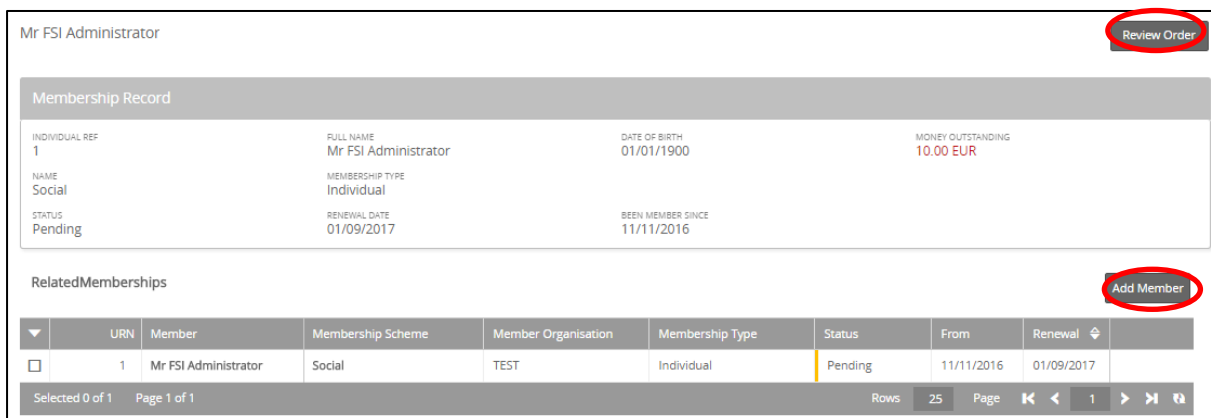 Mr FSI Administrator
Review Order
Membership Record
INDIVIDUAL REF FULL NAME DATE OF BIRTH MONEY OUTSTANDING
1 Mr FSI Administrator 01/01/1900 10.00 EUR
NAME MEMBERSHIP TYPE
Social Individual
STATUS RENEWAL DATE BEEN MEMBER SINCE
Pending 01/09/2017 11/11/2016
RelatedMemberships
Add Member
URN Member Membership Scheme Member Organisation Membership Type Status From Renewal
1 Mr FSI Administrator Social TEST Individual Pending 11/11/2016 01/09/2017
Selected 0 of 1 Page 1 of 1 Rows 25 Page 1